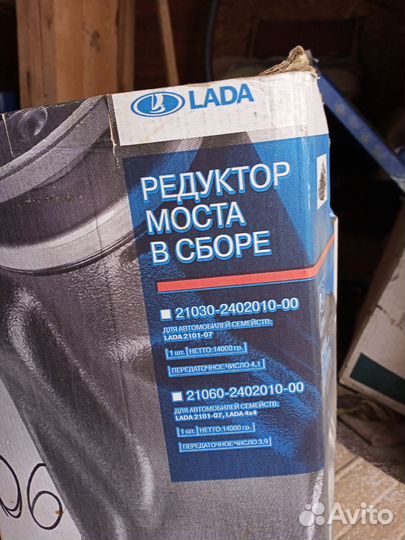 LADA
РЕДУКТОР
МОСТА
В СБОРЕ
21030-2402010-00
ДЛЯ АВТОМОБИЛЕЙ СЕМЕЙСТВ:
LADA 2101-07
1 шт. НЕТТО: 14000 гр.
ПЕРЕДАТОЧНОЕ ЧИСЛО 4.1
21060-2402010-00
ДЛЯ АВТОМОБИЛЕЙ СЕМЕЙСТВ:
LADA 2101-07, LADA 4x4
1 шт. НЕТТО: 14000 гр.
ПЕРЕДАТОЧНОЕ ЧИСЛО 3.9
06
Avito